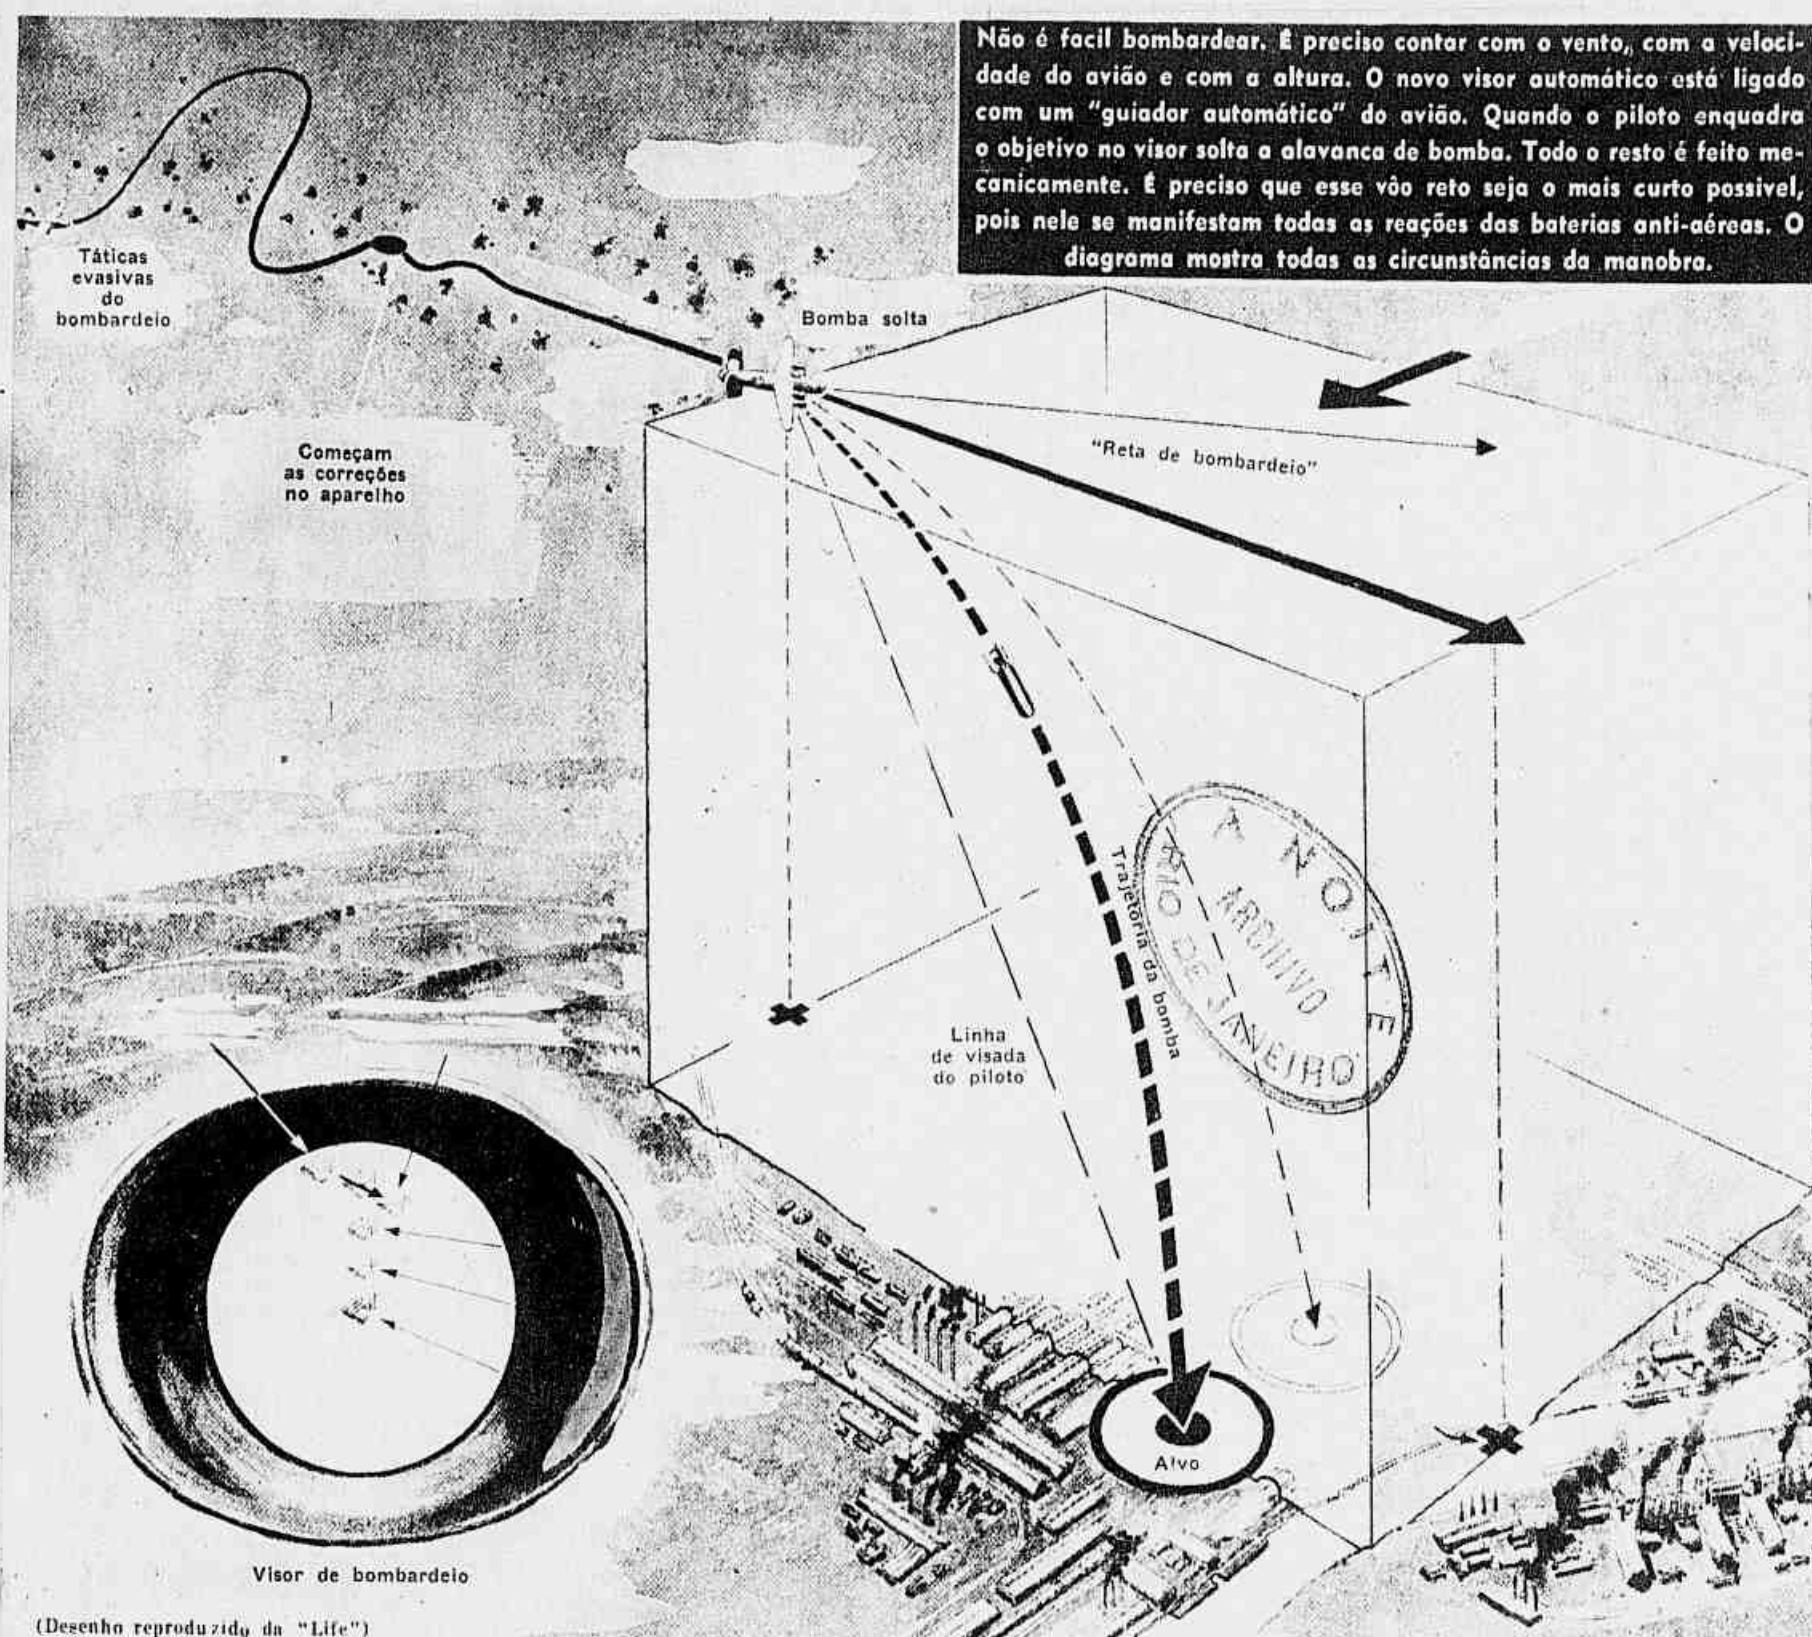 Não é facil bombardear. É preciso contar com o vento, com a veloci-
dade do avião e com a altura. O novo visor automático está ligado
com um "guiador automático" do avião. Quando o piloto enquadra
o objetivo no visor solta a alavanca de bomba. Todo o resto é feito me-
canicamente. É preciso que esse vôo reto seja o mais curto possivel,
pois nele se manifestam todas as reações das baterias anti-aéreas. O
diagrama mostra todas as circunstâncias da manobra.
Táticas
evasivas
do
bombardeio
Bomba solta
"Reta de bombardeio"
Começam
as correções
no aparelho
Trajetória da bomba
A NOITE
ARCHIVO
RIO DE JANEIRO
Linha
de visada
do piloto
Alvo
Visor de bombardeio
(Desenho reproduzido da "Life")